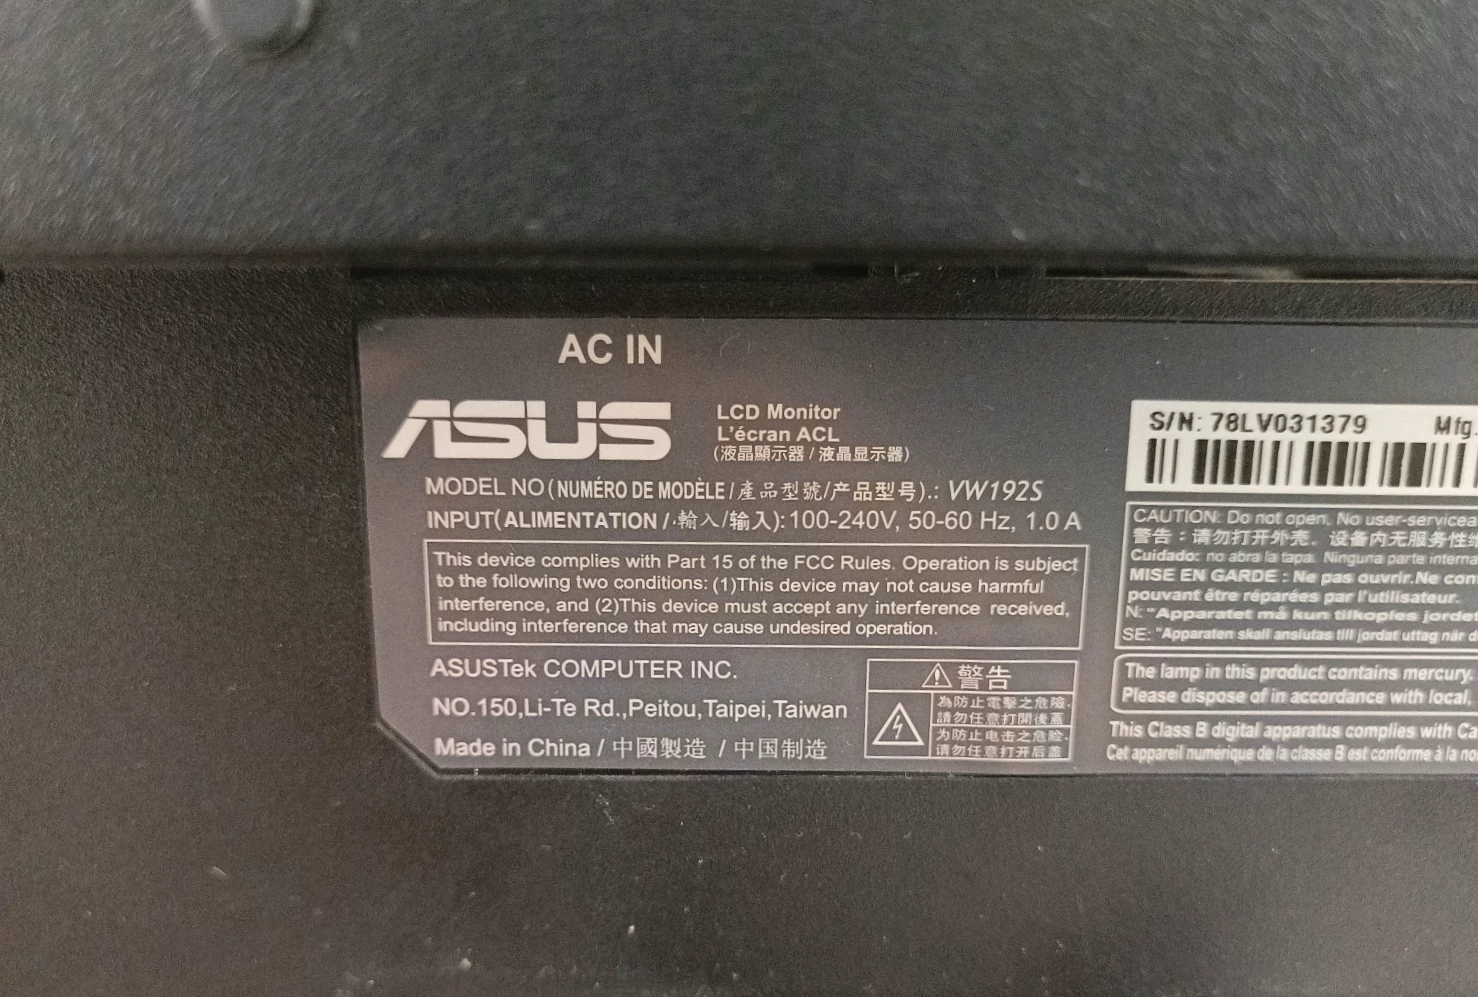 AC IN
ASUS
LCD Monitor
L'écran ACL
(液晶顯示器 / 液晶显示器)
MODEL NO (NUMÉRO DE MODÈLE / 產品型號/产品型号).: VW192S
INPUT(ALIMENTATION /·輸入/输入): 100-240V, 50-60 Hz, 1.0 A
This device complies with Part 15 of the FCC Rules. Operation is subject
to the following two conditions: (1)This device may not cause harmful
interference, and (2)This device must accept any interference received,
including interference that may cause undesired operation.
ASUSTek COMPUTER INC.
NO.150,Li-Te Rd.,Peitou,Taipei,Taiwan
Made in China / 中國製造 / 中国制造
警告
為防止電擊之危險,
請勿任意打開後蓋
为防止电击之危险,
请勿任意打开后盖
S/N: 78LV031379 Mfg.
CAUTION: Do not open, No user-servicea
警告：请勿打开外壳. 设备内无服务性
Cuidado: no abra la tapa. Ninguna parte interna
MISE EN GARDE : Ne pas ouvrir. Ne con
pouvant être réparées par l'utilisateur.
N: "Apparatet må kun tilkoples jordet
SE: "Apparaten skall anslutas till jordat uttag när d
The lamp in this product contains mercury.
Please dispose of in accordance with local,
This Class B digital apparatus complies with Ca
Cet appareil numérique de la classe B est conforme à la no